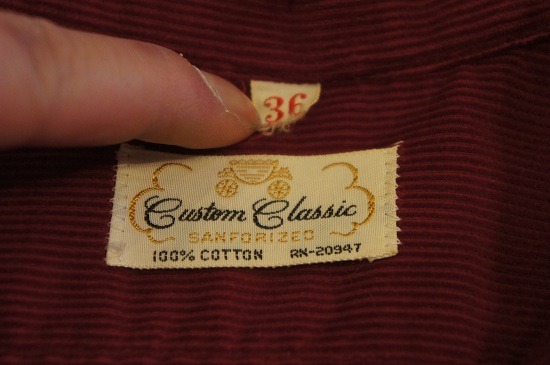 36
Custom Classic
SANFORIZED
100% COTTON RN-20947